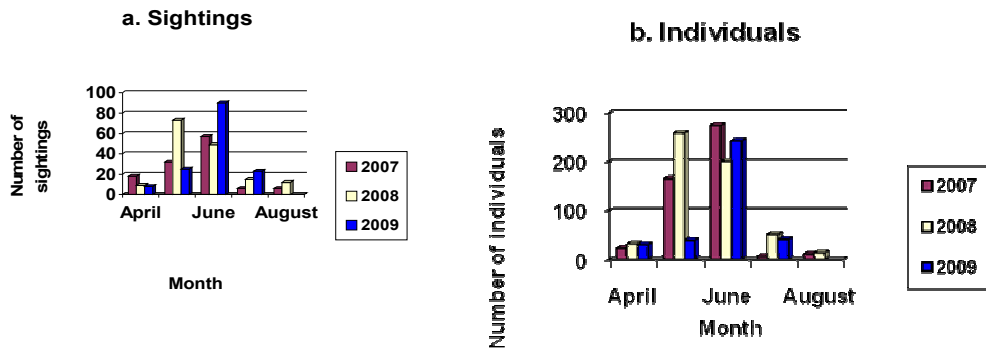 a. Sightings
Number of
sightings
100
80
60
40
20
0
April June August
Month
2007
2008
2009
b. Individuals
Number of individuals
300
200
100
0
April June August
Month
2007
2008
2009